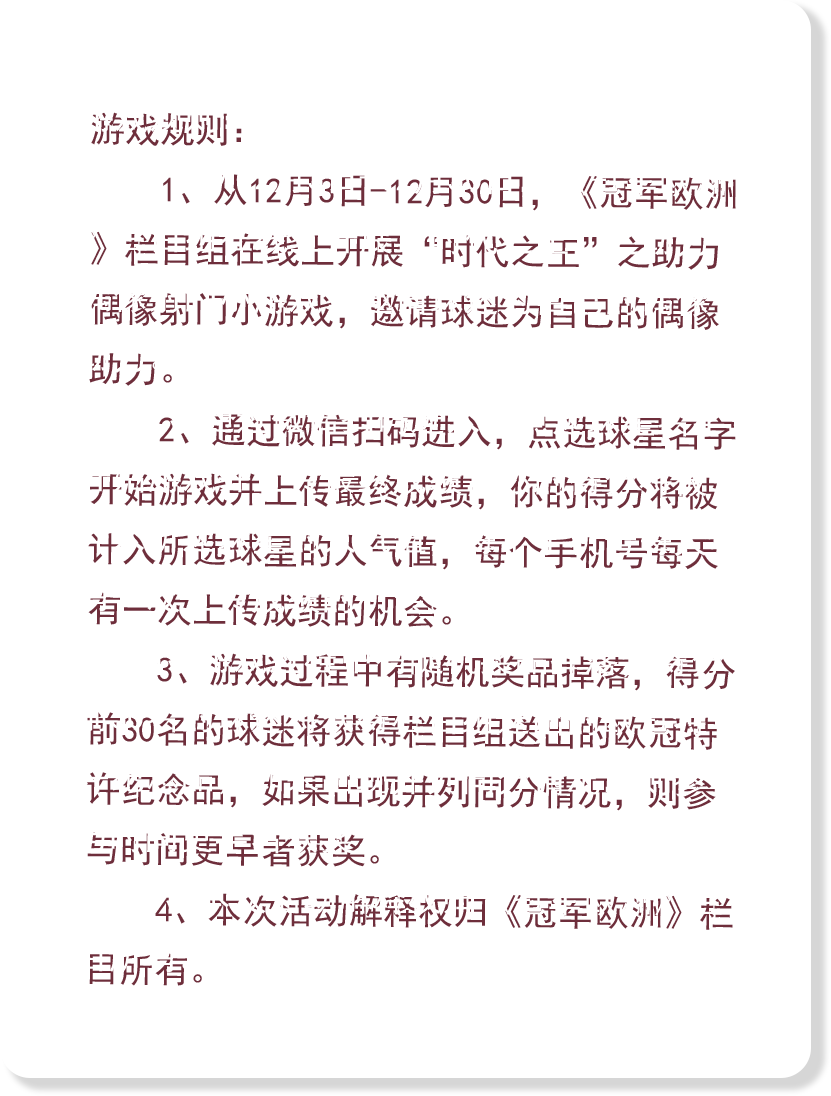 游戏规则：
1、从12月3日-12月30日，《冠军欧洲
》栏目组在线上开展“时代之王”之助力
偶像射门小游戏，邀请球迷为自己的偶像
助力。
2、通过微信扫码进入，点选球星名字
开始游戏并上传最终成绩，你的得分将被
计入所选球星的人气值，每个手机号每天
有一次上传成绩的机会。
3、游戏过程中有随机奖品掉落，得分
前30名的球迷将获得栏目组送出的欧冠特
许纪念品，如果出现并列同分情况，则参
与时间更早者获奖。
4、本次活动解释权归《冠军欧洲》栏
目所有。